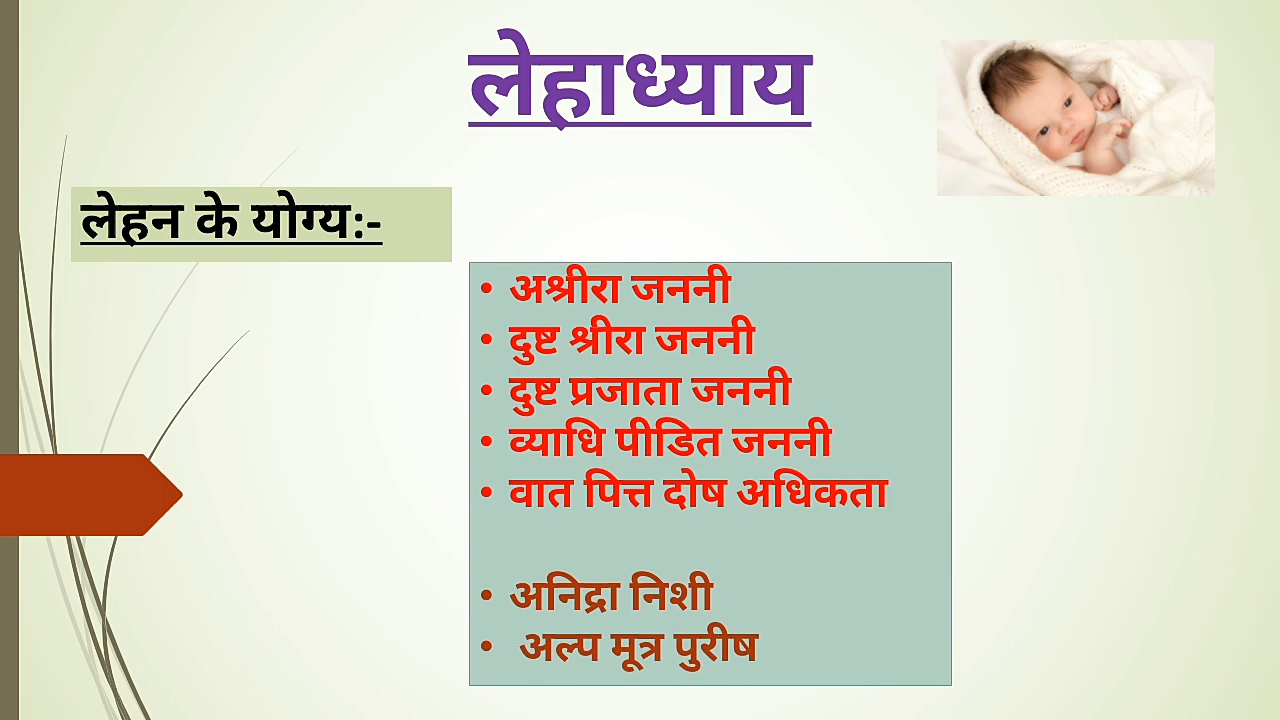 लेहाध्याय
लेहन के योग्य:-
• अश्रीरा जननी
• दुष्ट श्रीरा जननी
• दुष्ट प्रजाता जननी
• व्याधि पीडित जननी
• वात पित्त दोष अधिकता
• अनिद्रा निशी
• अल्प मूत्र पुरीष